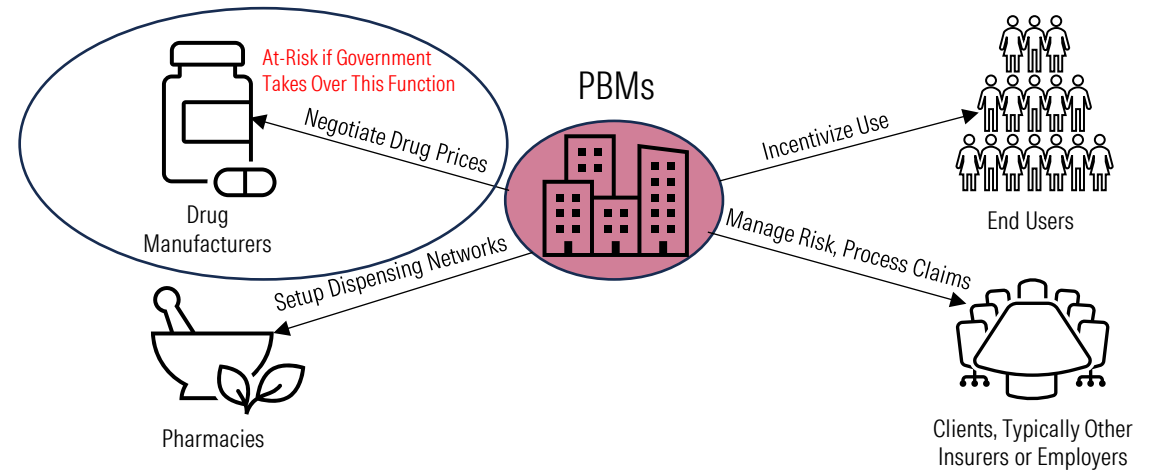 At-Risk if Government
Takes Over This Function
PBMs
Negotiate Drug Prices
Incentivize Use
Drug
Manufacturers
End Users
Setup Dispensing Networks
Manage Risk, Process Claims
Pharmacies
Clients, Typically Other
Insurers or Employers